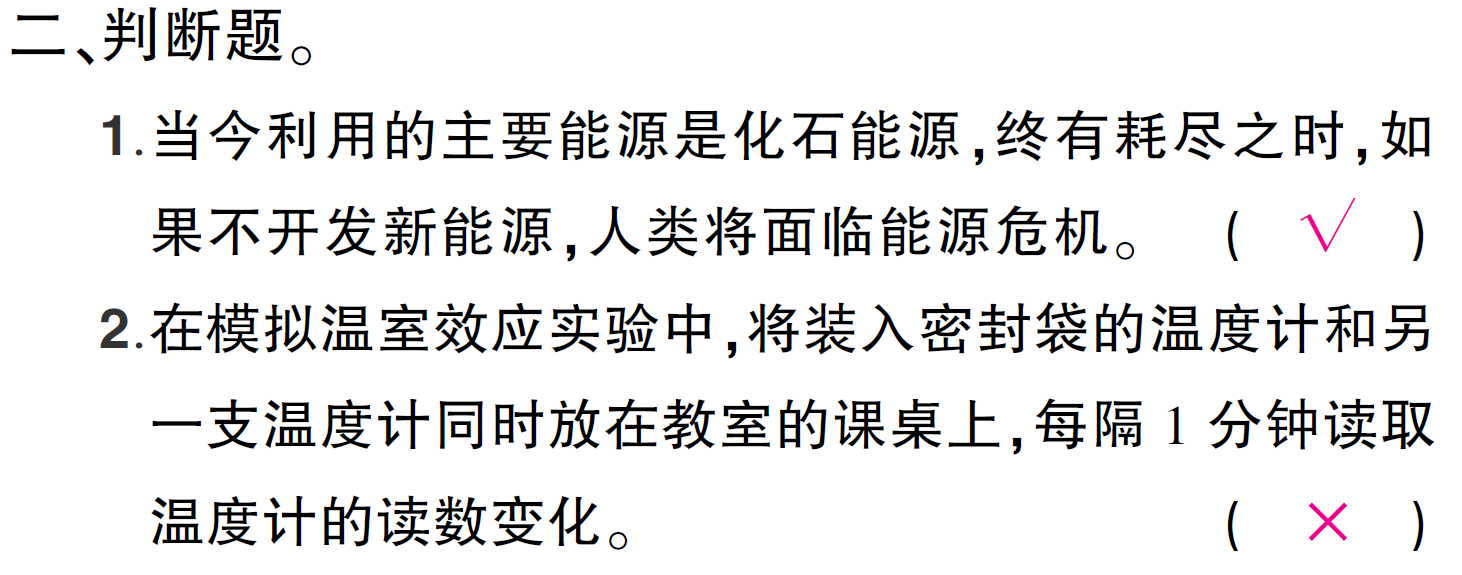 二、判断题。
1.当今利用的主要能源是化石能源,终有耗尽之时,如
果不开发新能源,人类将面临能源危机。 ( √ )
2.在模拟温室效应实验中,将装入密封袋的温度计和另
一支温度计同时放在教室的课桌上,每隔 1 分钟读取
温度计的读数变化。 ( × )